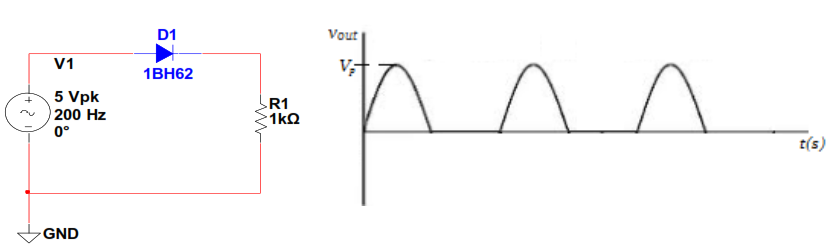 D1
1BH62
V1
5 Vpk
200 Hz
0°
R1
1kΩ
GND
Vout
Vp
t(s)